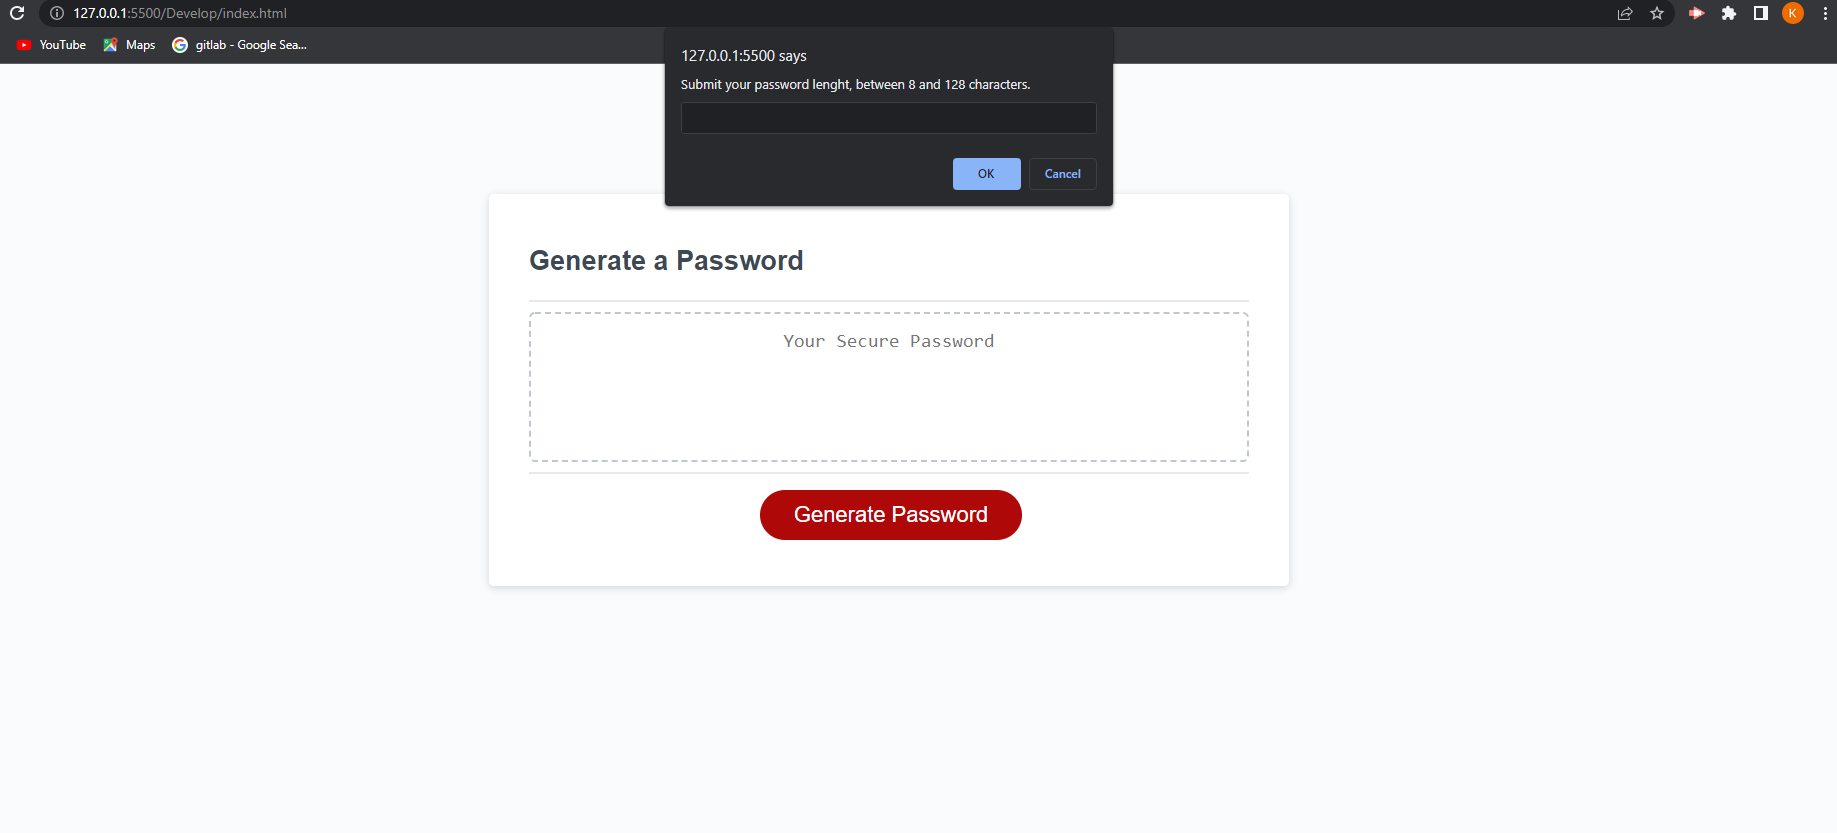 127.0.0.1:5500/Develop/index.html
K
YouTube
Maps
gitlab - Google Sea...
127.0.0.1:5500 says
Submit your password lenght, between 8 and 128 characters.
OK
Cancel
Generate a Password
Your Secure Password
Generate Password